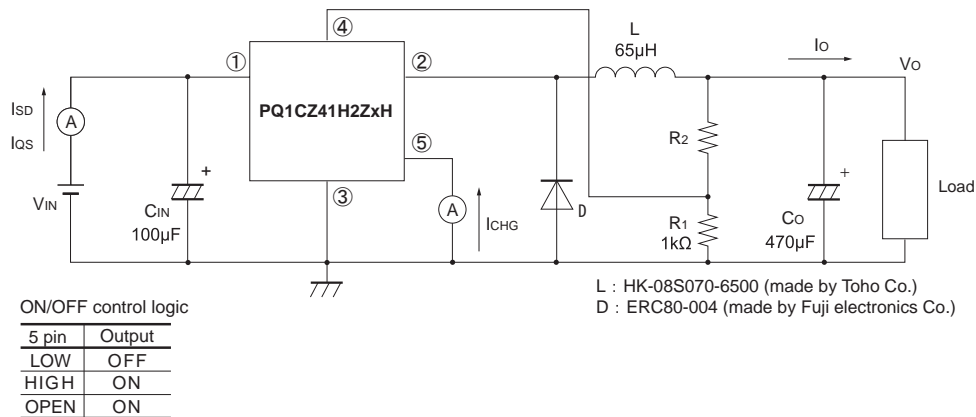 ④
L
65μH
IO
①
②
VO
PQ1CZ41H2ZxH
ISD
A
IQS
R2
⑤
+
+
Load
VIN
CIN
100μF
③
A
ICHG
D
R1
1kΩ
CO
470μF
L : HK-08S070-6500 (made by Toho Co.)
D : ERC80-004 (made by Fuji electronics Co.)
ON/OFF control logic
5 pin Output
LOW OFF
HIGH ON
OPEN ON